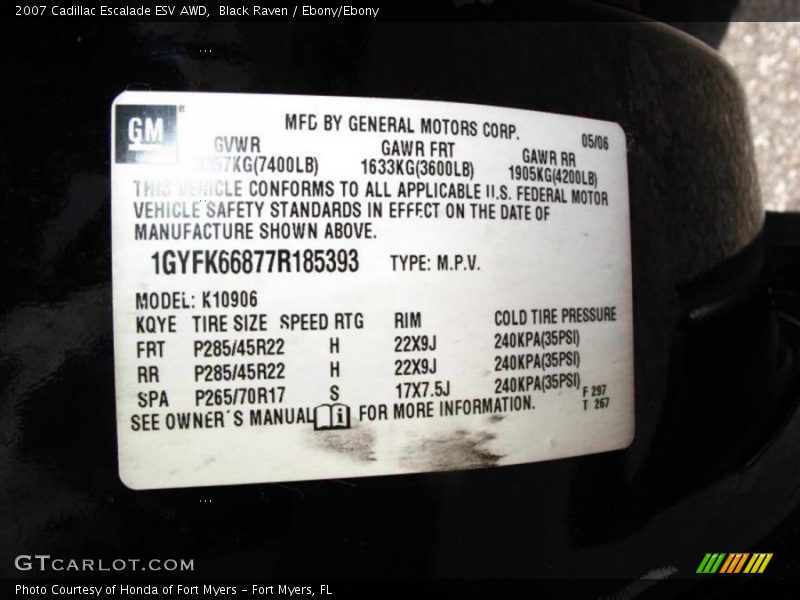 2007 Cadillac Escalade ESV AWD, Black Raven / Ebony/Ebony
GM
MFD BY GENERAL MOTORS CORP. 05/06
GVWR GAWR FRT GAWR RR
KG(7400LB) 1633KG(3600LB) 1905KG(4200LB)
THIS VEHICLE CONFORMS TO ALL APPLICABLE U.S. FEDERAL MOTOR
VEHICLE SAFETY STANDARDS IN EFFECT ON THE DATE OF
MANUFACTURE SHOWN ABOVE.
1GYFK66877R185393 TYPE: M.P.V.
MODEL: K10906
KQYE TIRE SIZE SPEED RTG RIM COLD TIRE PRESSURE
FRT P285/45R22 H 22X9J 240KPA(35PSI)
RR P285/45R22 H 22X9J 240KPA(35PSI)
SPA P265/70R17 S 17X7.5J 240KPA(35PSI)
F 297
T 267
SEE OWNER'S MANUAL i FOR MORE INFORMATION.
GTCARLOT.COM
Photo Courtesy of Honda of Fort Myers - Fort Myers, FL